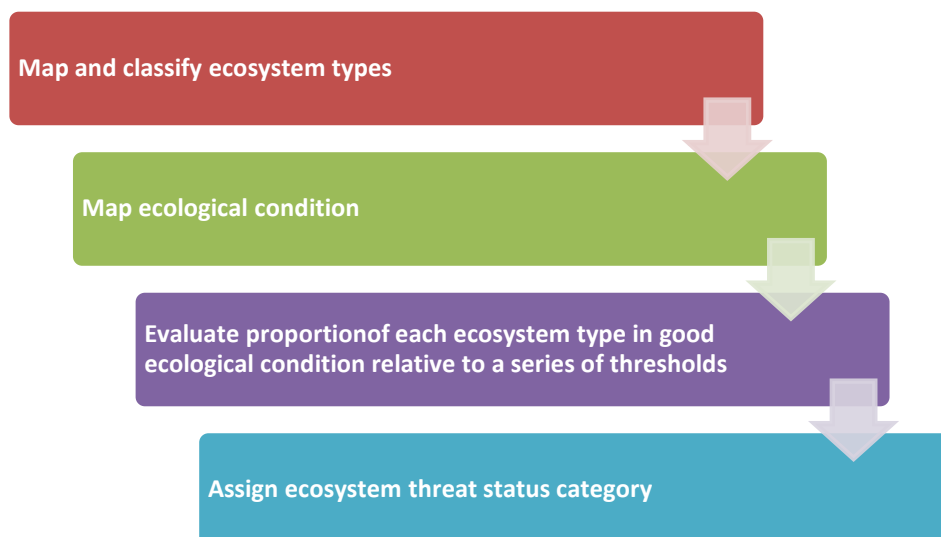 Map and classify ecosystem types
Map ecological condition
Evaluate proportionof each ecosystem type in good
ecological condition relative to a series of thresholds
Assign ecosystem threat status category